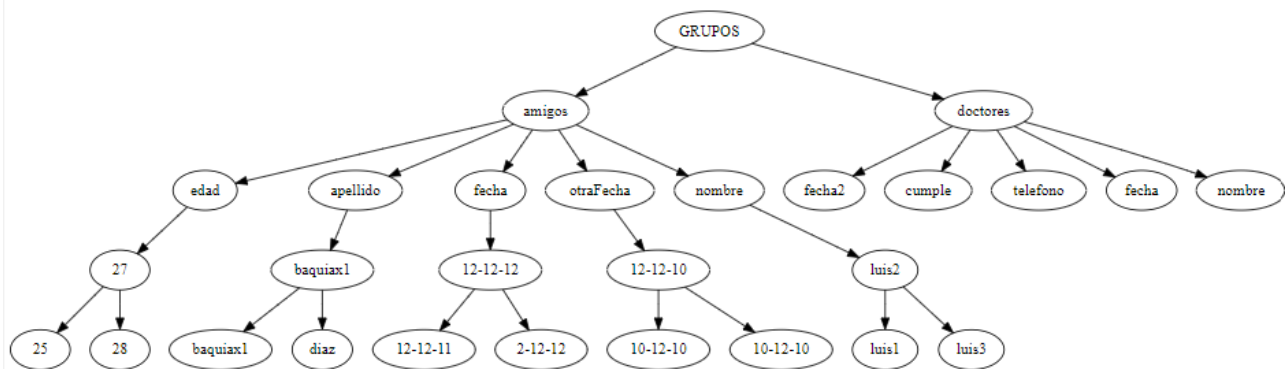 GRUPOS
amigos doctores
edad apellido fecha otraFecha nombre fecha2 cumple telefono fecha nombre
27 baquiax1 12-12-12 12-12-10 luis2
25 28 baquiax1 diaz 12-12-11 2-12-12 10-12-10 10-12-10 luis1 luis3